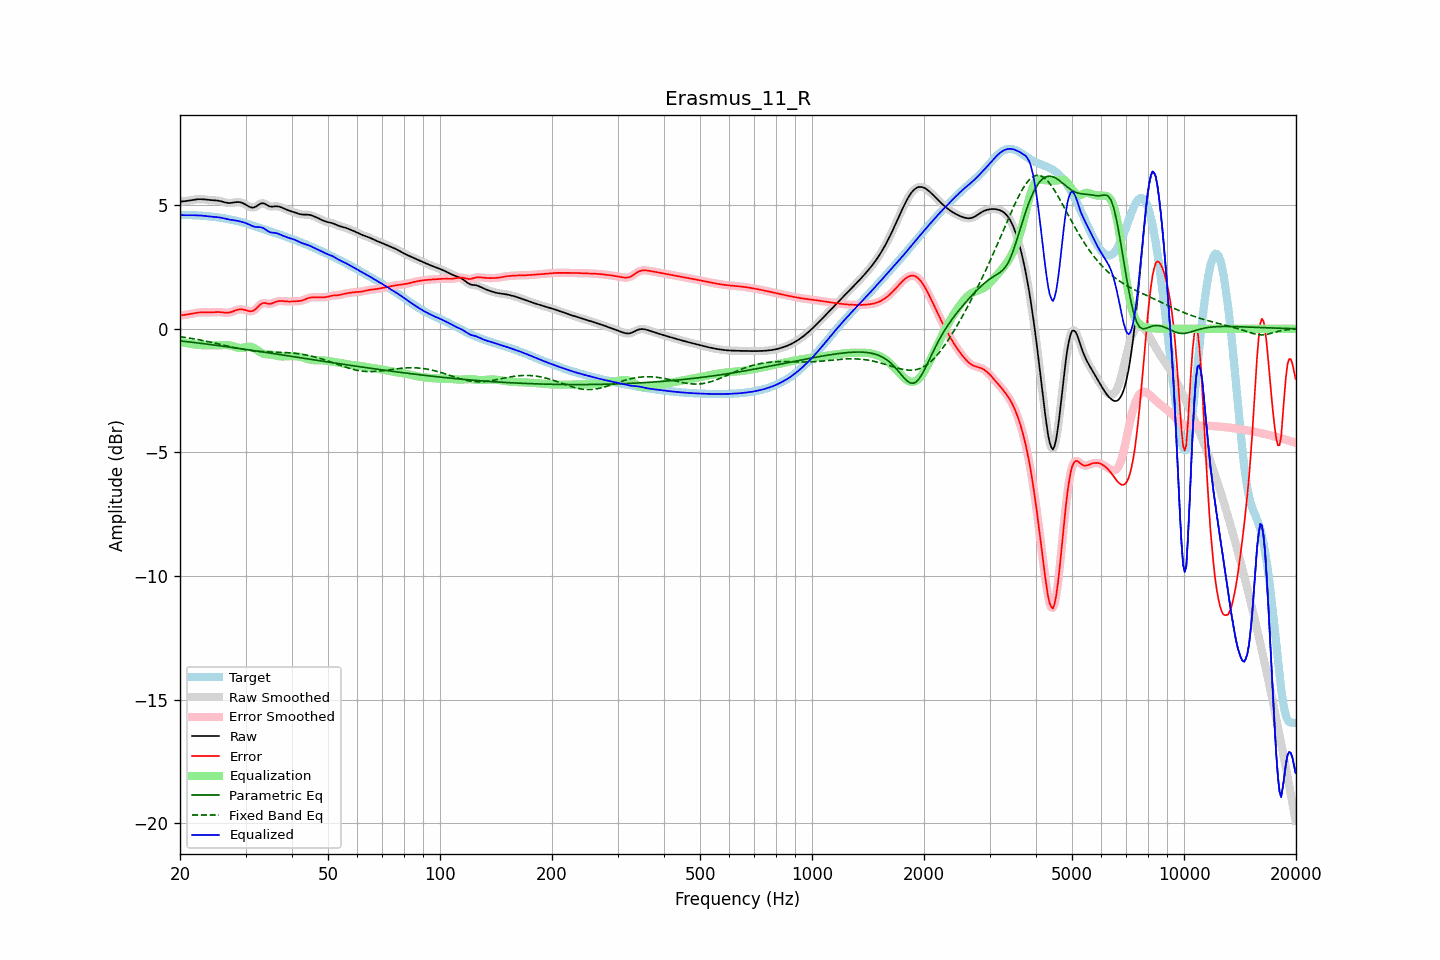 Erasmus_11_R
Amplitude (dBr)
5
0
−5
−10
−15
−20
Target
Raw Smoothed
Error Smoothed
Raw
Error
Equalization
Parametric Eq
Fixed Band Eq
Equalized
20 50 100 200 500 1000 2000 5000 10000 20000
Frequency (Hz)